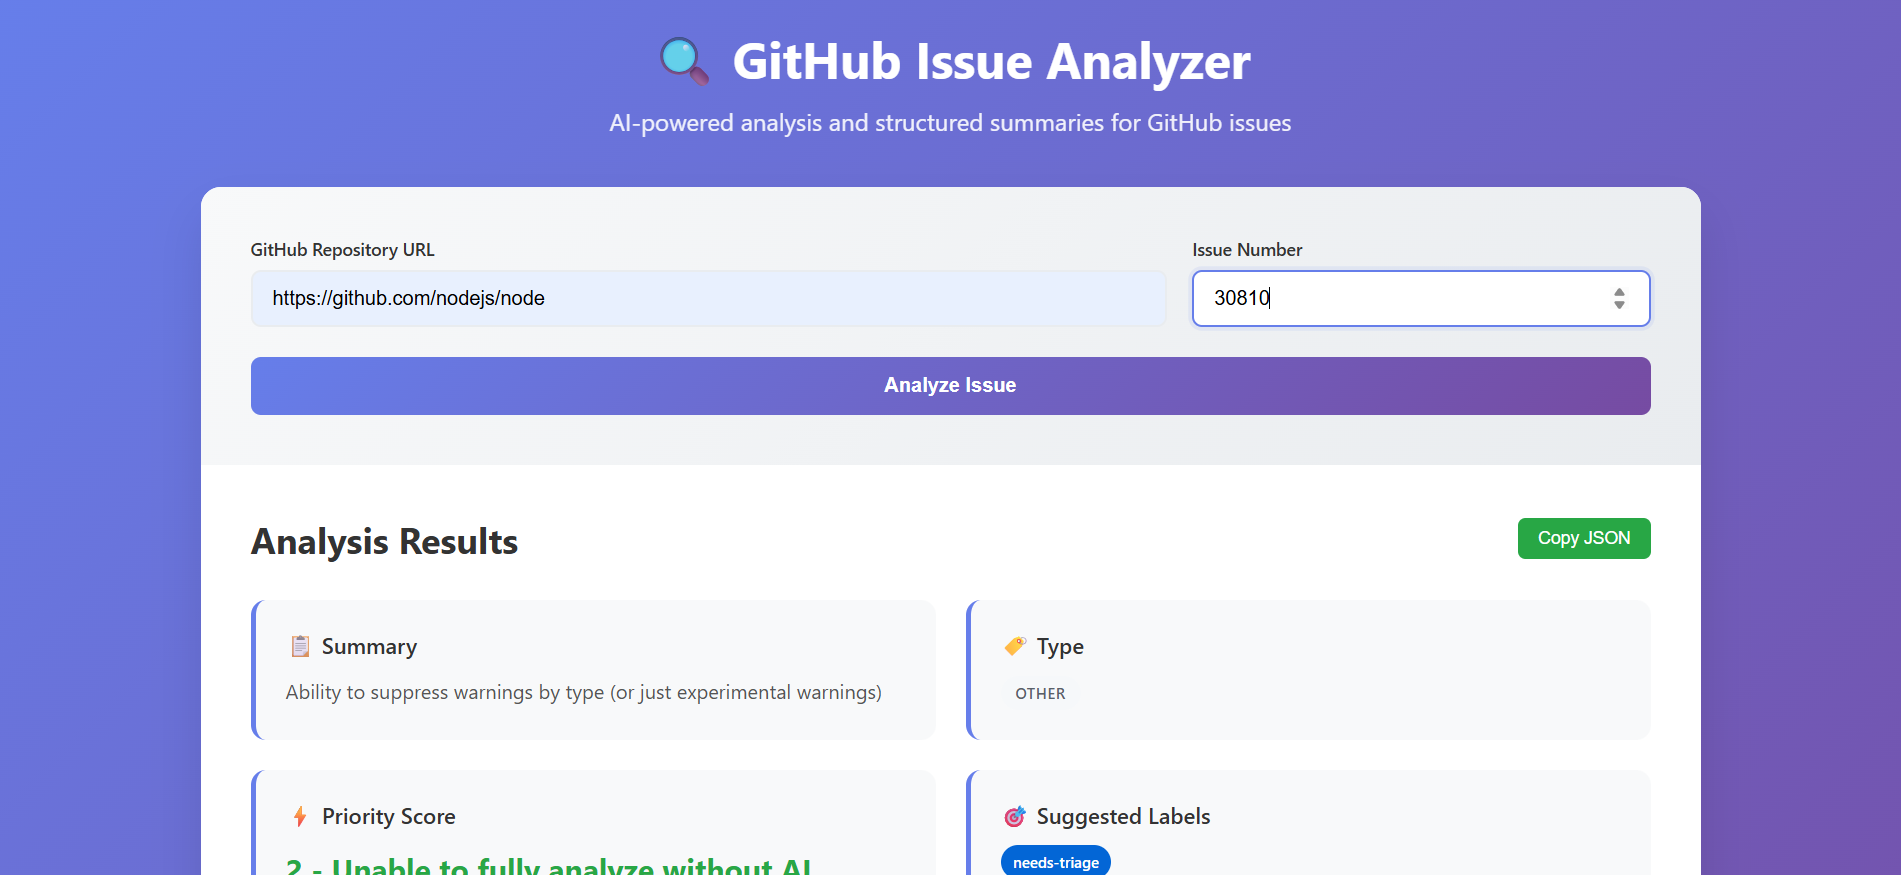 GitHub Issue Analyzer
AI-powered analysis and structured summaries for GitHub issues
GitHub Repository URL
Issue Number
https://github.com/nodejs/node
30810
Analyze Issue
Analysis Results
Copy JSON
Summary
Type
Ability to suppress warnings by type (or just experimental warnings)
OTHER
Priority Score
Suggested Labels
2 - Unable to fully analyze without AI
needs-triage